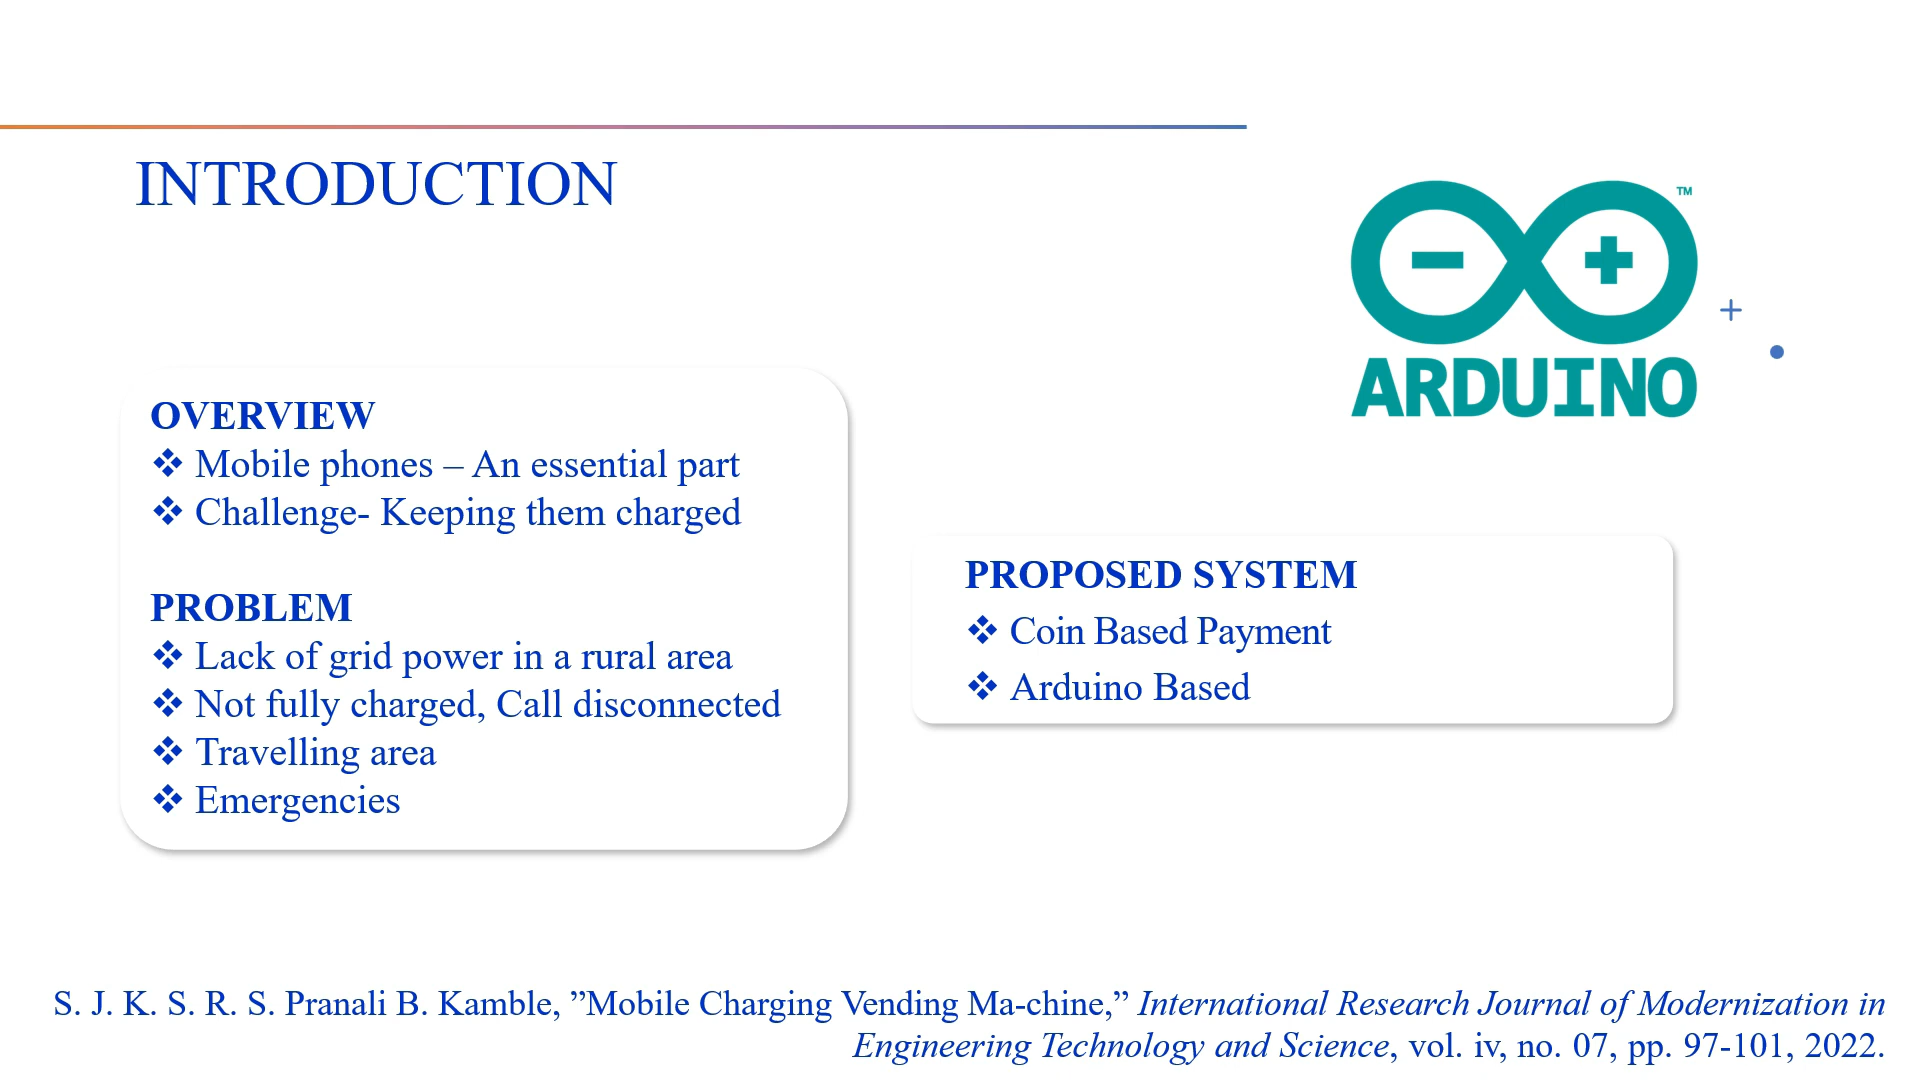 INTRODUCTION
™
ARDUINO
OVERVIEW
❖ Mobile phones – An essential part
❖ Challenge- Keeping them charged
PROBLEM
❖ Lack of grid power in a rural area
❖ Not fully charged, Call disconnected
❖ Travelling area
❖ Emergencies
PROPOSED SYSTEM
❖ Coin Based Payment
❖ Arduino Based
S. J. K. S. R. S. Pranali B. Kamble, ”Mobile Charging Vending Ma-chine,” International Research Journal of Modernization in
Engineering Technology and Science, vol. iv, no. 07, pp. 97-101, 2022.